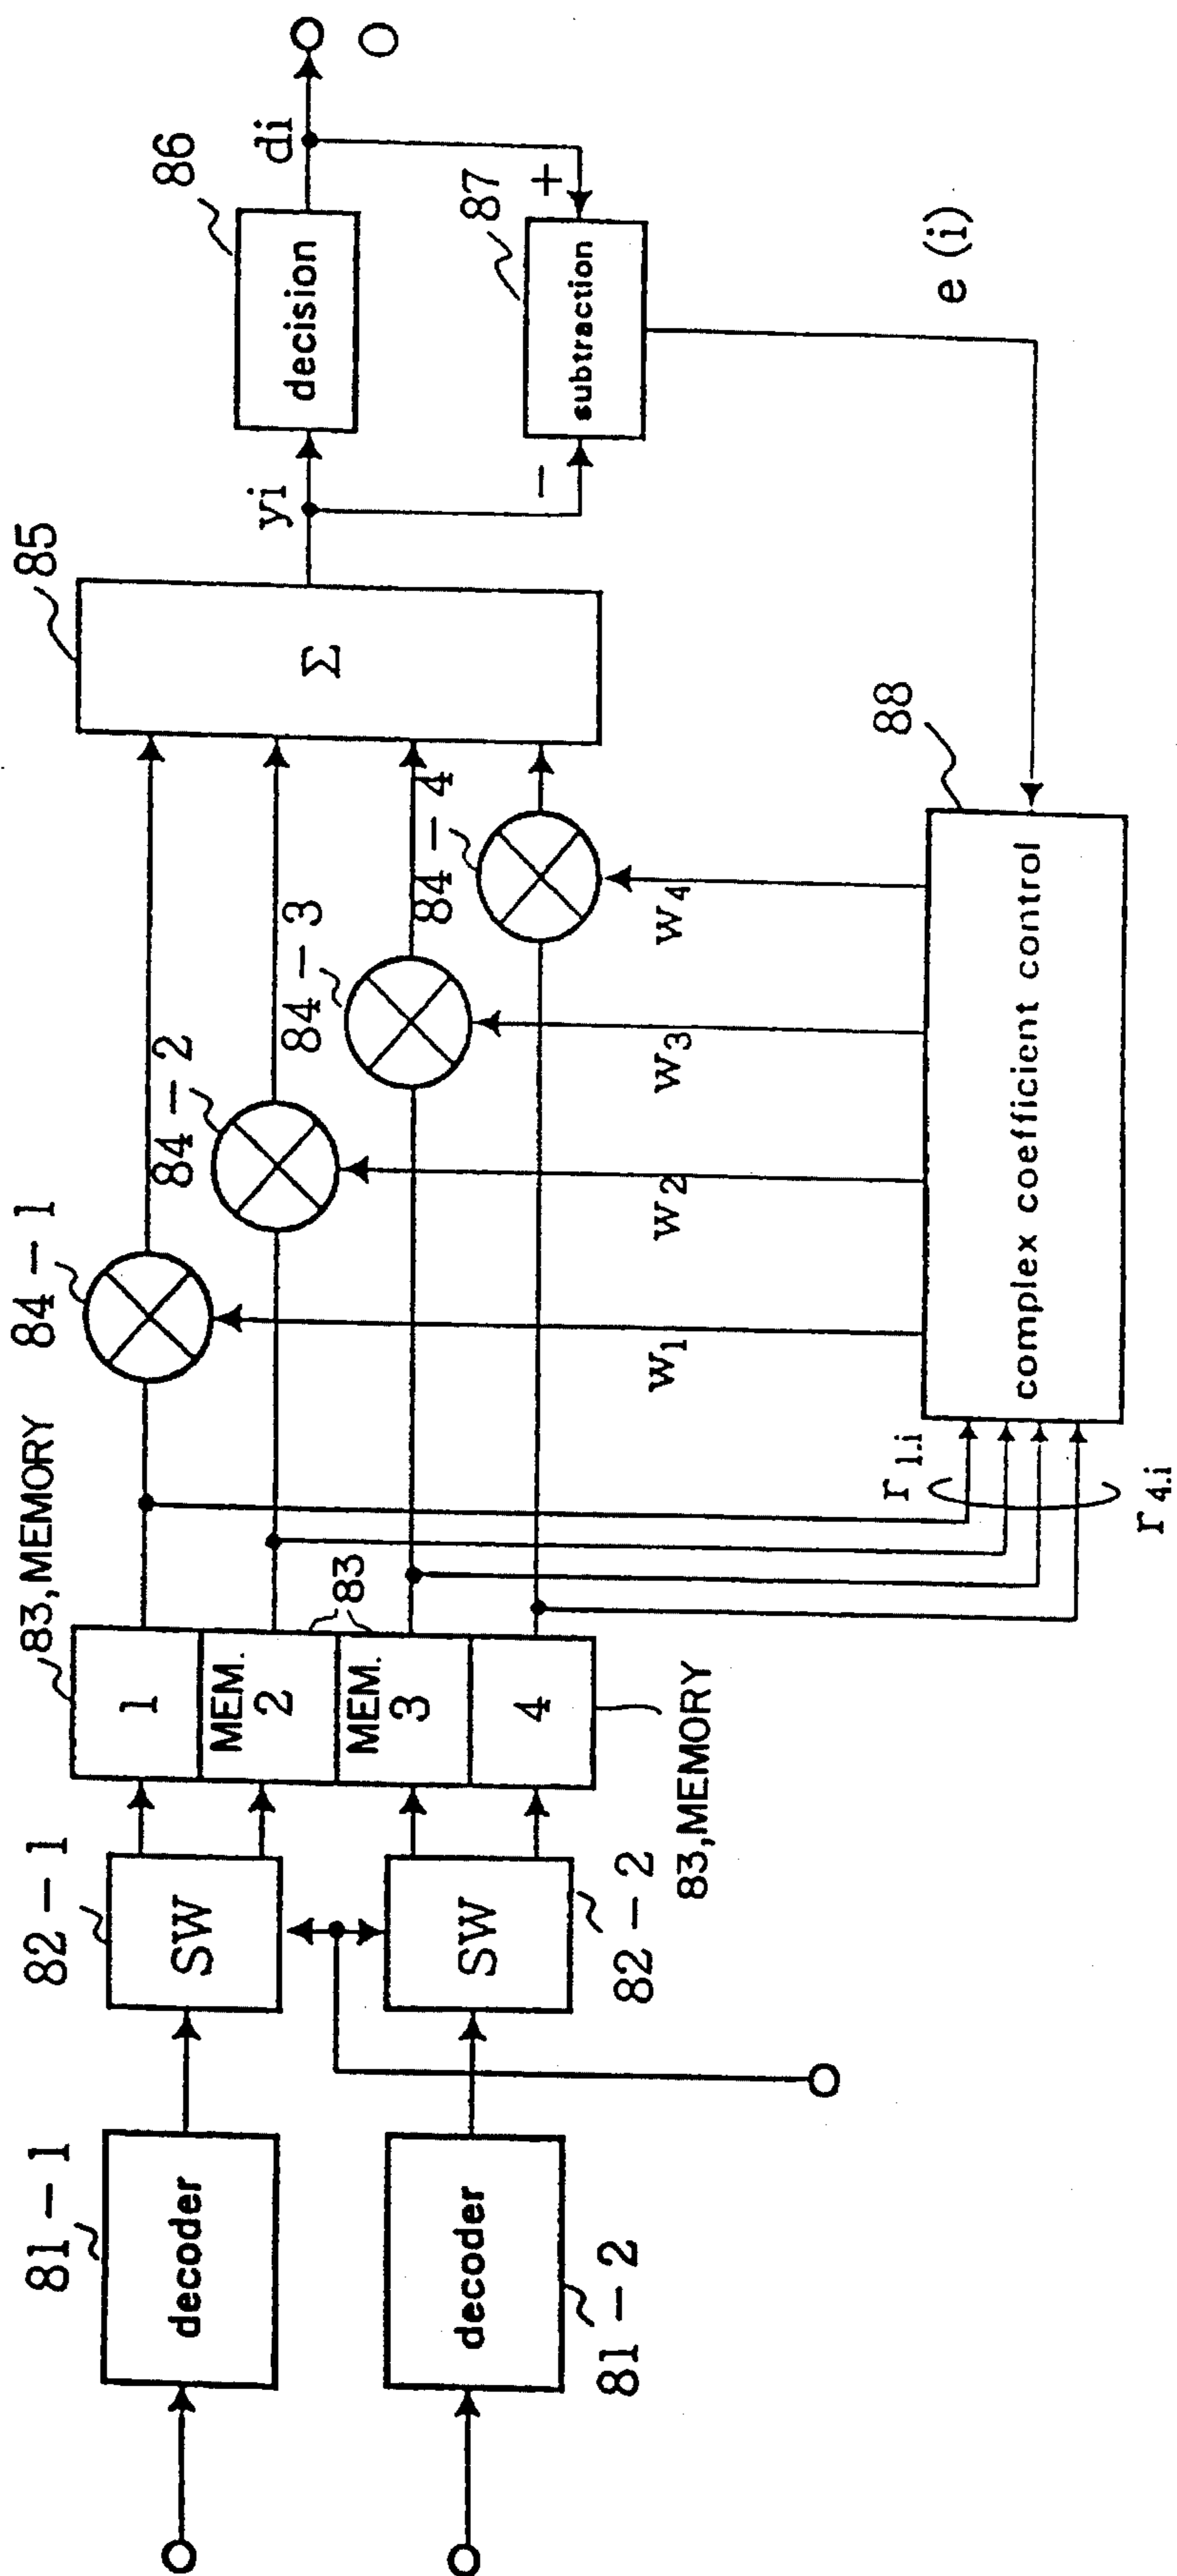 81-1
decoder
decoder
81-2
82-1
SW
SW
82-2
83,MEMORY
1
MEM.
2
MEM.
3
4
83
83,MEMORY
84-1
84-2
84-3
84-4
w1
w2
w3
w4
r1.i
r4.i
complex coefficient control
88
85
Σ
yi
86
decision
di
O
87
+
−
subtraction
e (i)